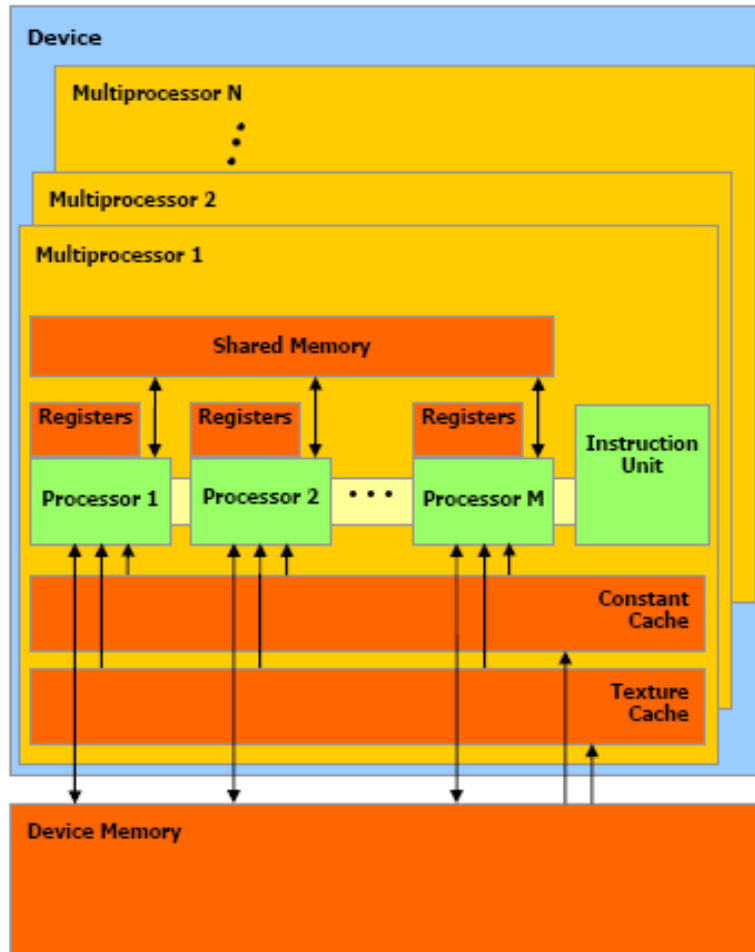 Device
Multiprocessor N
Multiprocessor 2
Multiprocessor 1
Shared Memory
Registers
Registers
Registers
Instruction
Unit
Processor 1
Processor 2
Processor M
Constant
Cache
Texture
Cache
Device Memory